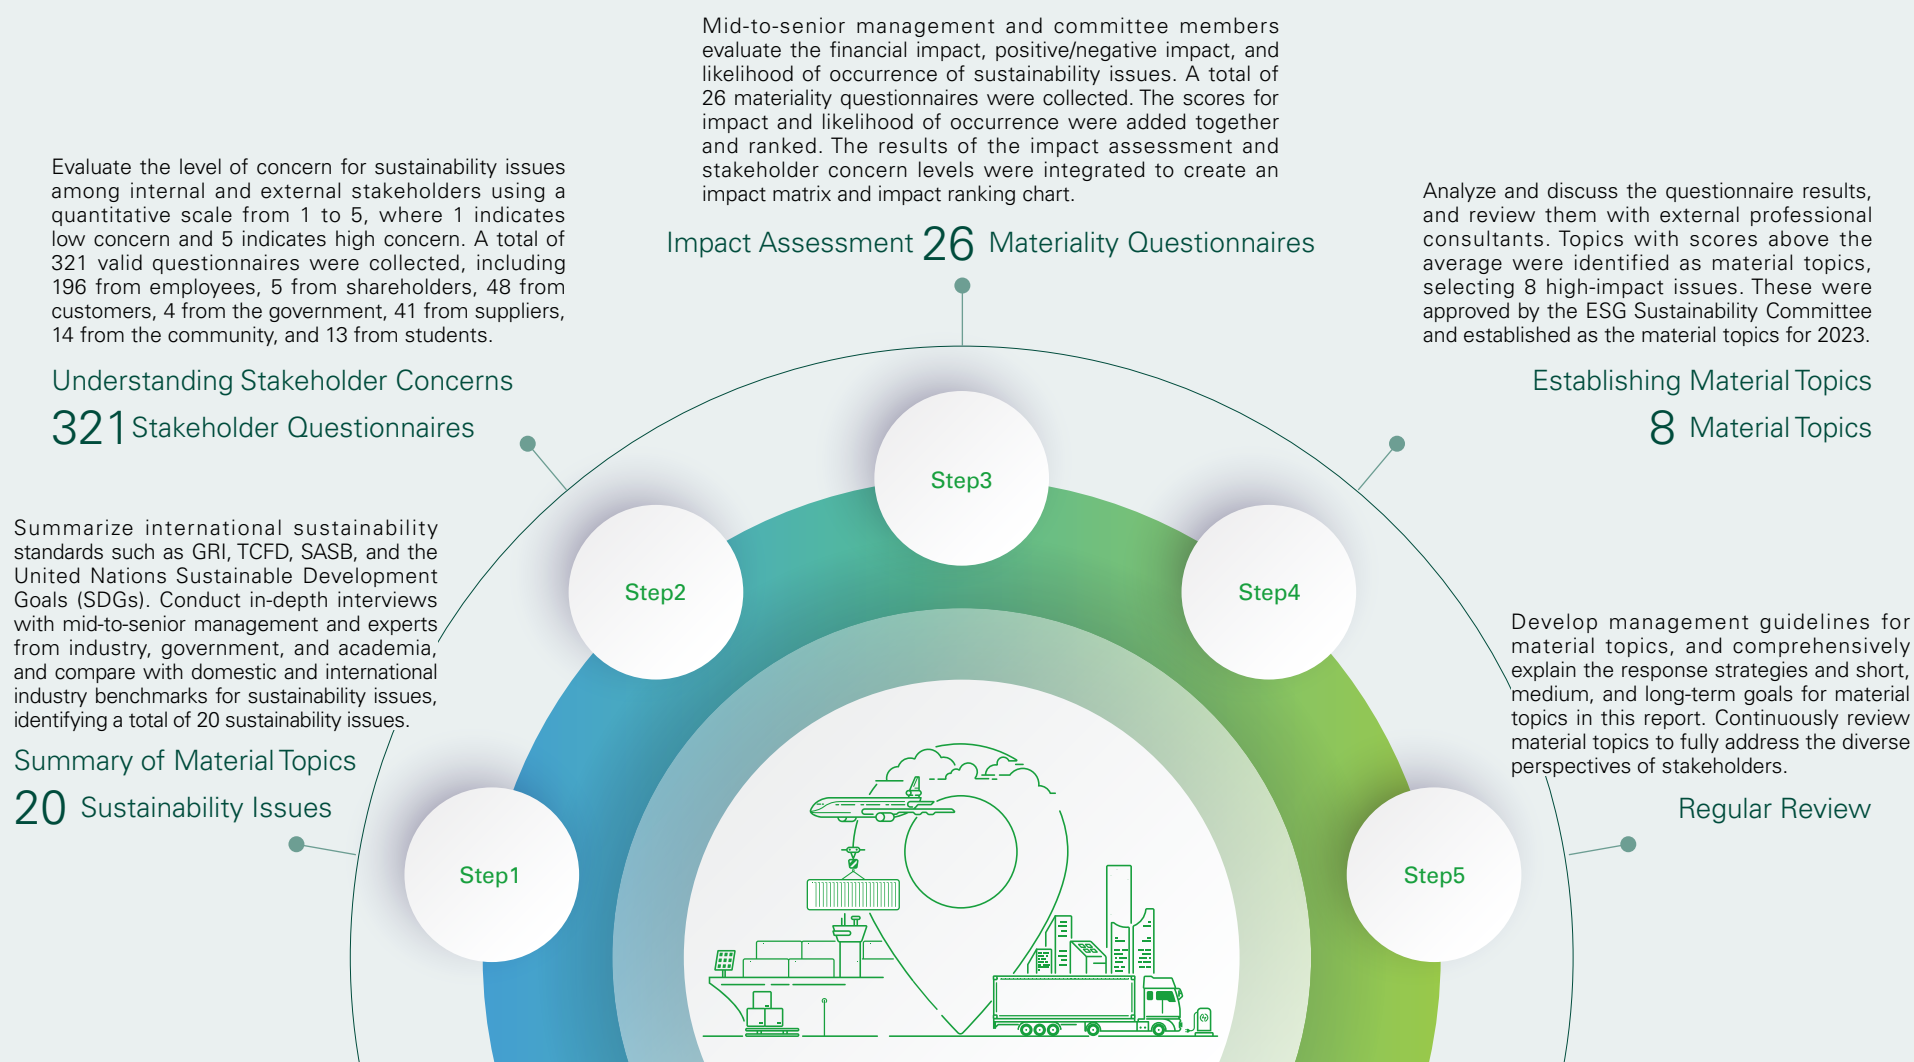 Summarize international sustainability
standards such as GRI, TCFD, SASB, and the
United Nations Sustainable Development
Goals (SDGs). Conduct in-depth interviews
with mid-to-senior management and experts
from industry, government, and academia,
and compare with domestic and international
industry benchmarks for sustainability issues,
identifying a total of 20 sustainability issues.
Summary of Material Topics
20 Sustainability Issues
Step1
Evaluate the level of concern for sustainability issues
among internal and external stakeholders using a
quantitative scale from 1 to 5, where 1 indicates
low concern and 5 indicates high concern. A total of
321 valid questionnaires were collected, including
196 from employees, 5 from shareholders, 48 from
customers, 4 from the government, 41 from suppliers,
14 from the community, and 13 from students.
Understanding Stakeholder Concerns
321 Stakeholder Questionnaires
Step2
Mid-to-senior management and committee members
evaluate the financial impact, positive/negative impact, and
likelihood of occurrence of sustainability issues. A total of
26 materiality questionnaires were collected. The scores for
impact and likelihood of occurrence were added together
and ranked. The results of the impact assessment and
stakeholder concern levels were integrated to create an
impact matrix and impact ranking chart.
Impact Assessment 26 Materiality Questionnaires
Step3
Analyze and discuss the questionnaire results,
and review them with external professional
consultants. Topics with scores above the
average were identified as material topics,
selecting 8 high-impact issues. These were
approved by the ESG Sustainability Committee
and established as the material topics for 2023.
Establishing Material Topics
8 Material Topics
Step4
Develop management guidelines for
material topics, and comprehensively
explain the response strategies and short,
medium, and long-term goals for material
topics in this report. Continuously review
material topics to fully address the diverse
perspectives of stakeholders.
Regular Review
Step5